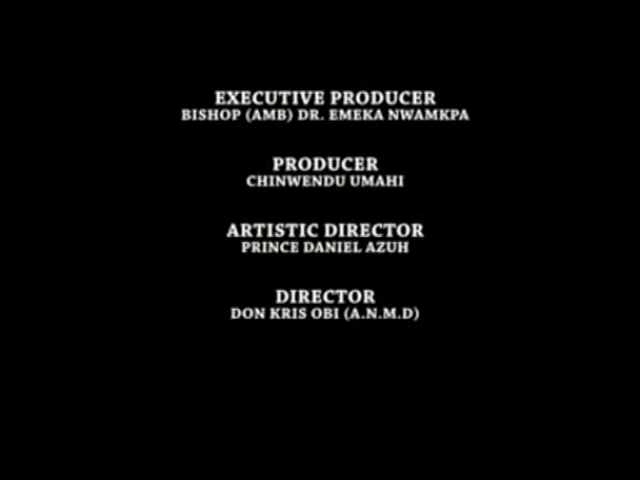 EXECUTIVE PRODUCER
BISHOP (AMB) DR. EMEKA NWAMKPA
PRODUCER
CHINWENDU UMAHI
ARTISTIC DIRECTOR
PRINCE DANIEL AZUH
DIRECTOR
DON KRIS OBI (A.N.M.D)